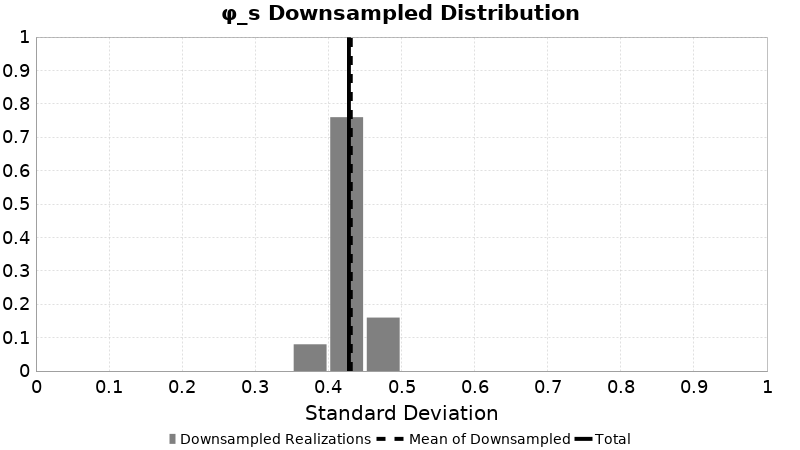 φ_s Downsampled Distribution
1
0.9
0.8
0.7
0.6
0.5
0.4
0.3
0.2
0.1
0
0 0.1 0.2 0.3 0.4 0.5 0.6 0.7 0.8 0.9 1
Standard Deviation
Downsampled Realizations Mean of Downsampled Total